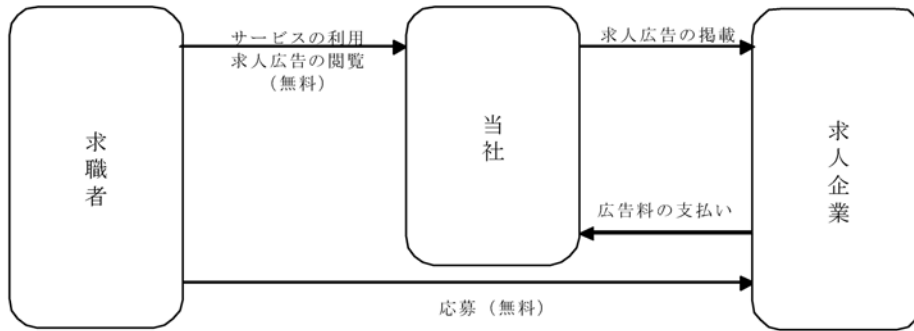 サービスの利用
求人広告の閲覧
（無料）
求人広告の掲載
求職者
当社
求人企業
広告料の支払い
応募（無料）